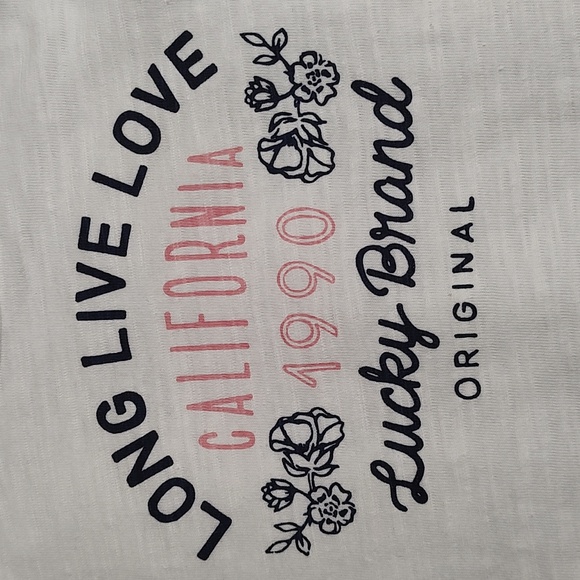 LONG LIVE LOVE
CALIFORNIA
1990
Lucky Brand
ORIGINAL